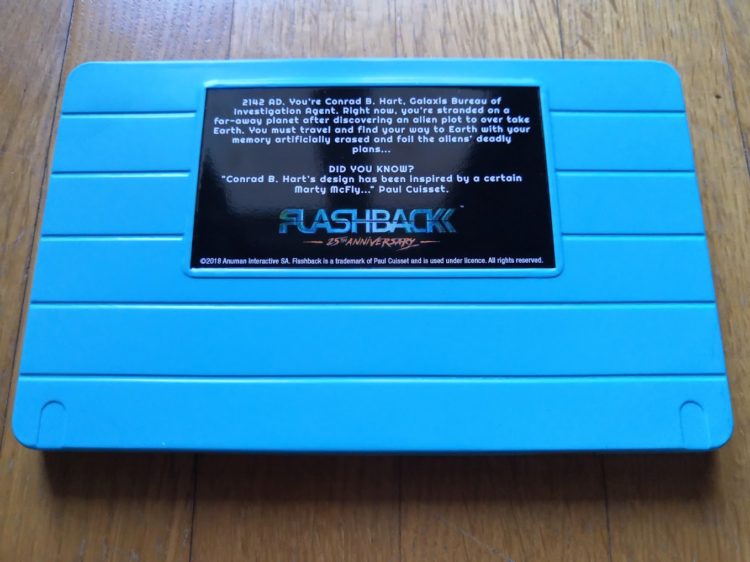 2142 AD. You're Conrad B. Hart, Galaxis Bureau of
Investigation Agent. Right now, you're stranded on a
far-away planet after discovering an alien plot to over take
Earth. You must travel and find your way to Earth with your
memory artificially erased and foil the aliens' deadly
plans...
DID YOU KNOW?
"Conrad B. Hart's design has been inspired by a certain
Marty McFly..." Paul Cuisset.
FLASHBACK™
25TH ANNIVERSARY
©2018 Anuman Interactive SA. Flashback is a trademark of Paul Cuisset and is used under licence. All rights reserved.